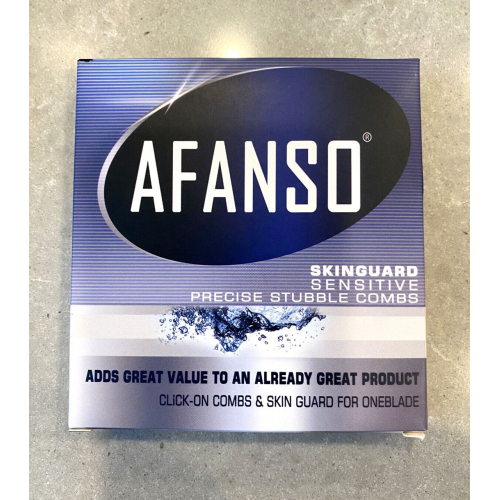 AFANSO®
SKINGUARD
SENSITIVE
PRECISE STUBBLE COMBS
ADDS GREAT VALUE TO AN ALREADY GREAT PRODUCT
CLICK-ON COMBS & SKIN GUARD FOR ONEBLADE